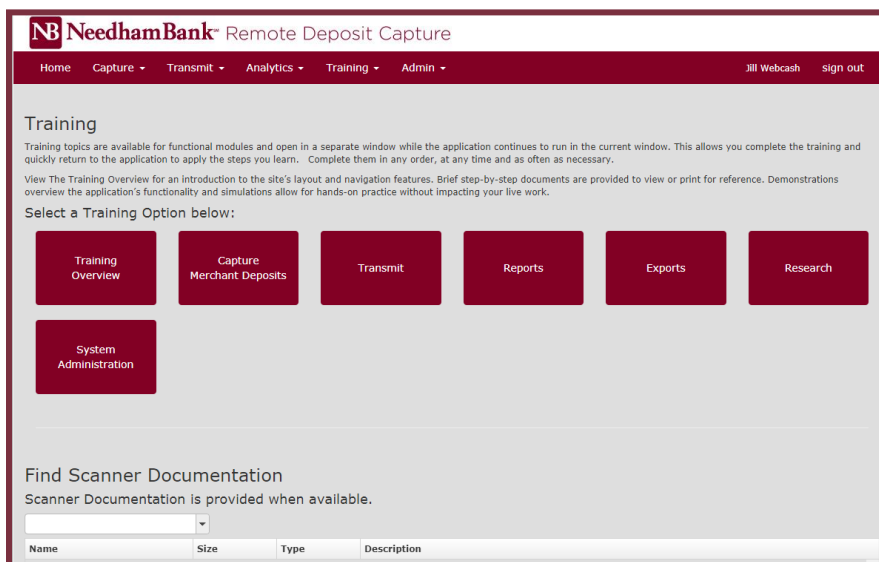 NB NeedhamBank℠ Remote Deposit Capture
Home Capture Transmit Analytics Training Admin Jill Webcash sign out
Training
Training topics are available for functional modules and open in a separate window while the application continues to run in the current window. This allows you complete the training and
quickly return to the application to apply the steps you learn. Complete them in any order, at any time and as often as necessary.
View The Training Overview for an introduction to the site's layout and navigation features. Brief step-by-step documents are provided to view or print for reference. Demonstrations
overview the application's functionality and simulations allow for hands-on practice without impacting your live work.
Select a Training Option below:
Training
Overview
Capture
Merchant Deposits
Transmit
Reports
Exports
Research
System
Administration
Find Scanner Documentation
Scanner Documentation is provided when available.
Name Size Type Description